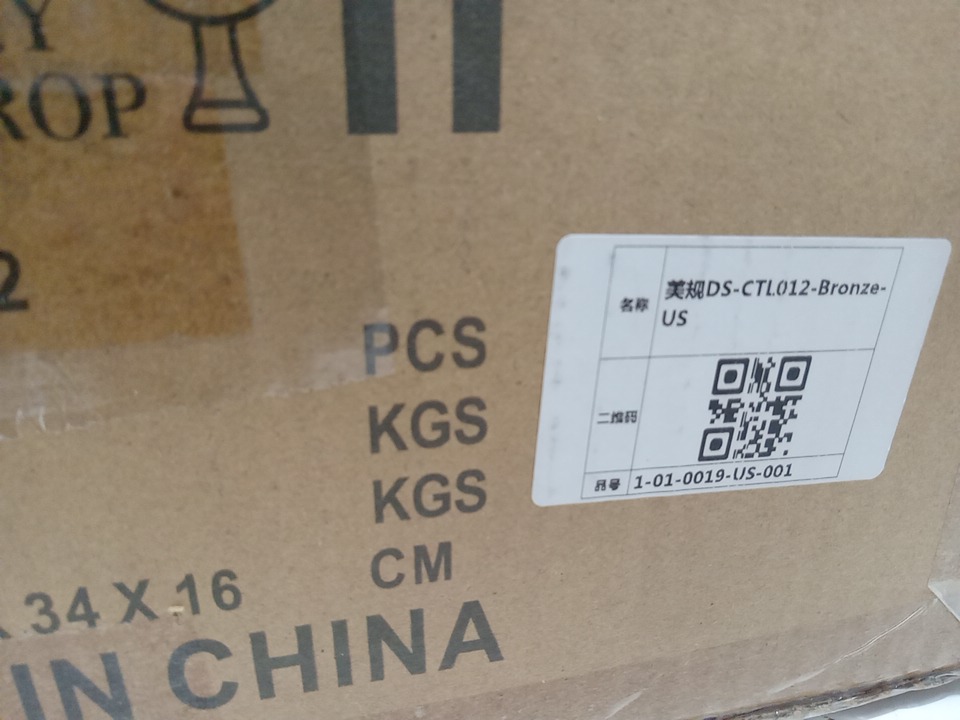 Y
ROP
2
PCS
KGS
KGS
X 34 X 16 CM
IN CHINA
名称 美规DS-CTL012-Bronze-
US
二维码
品号 1-01-0019-US-001